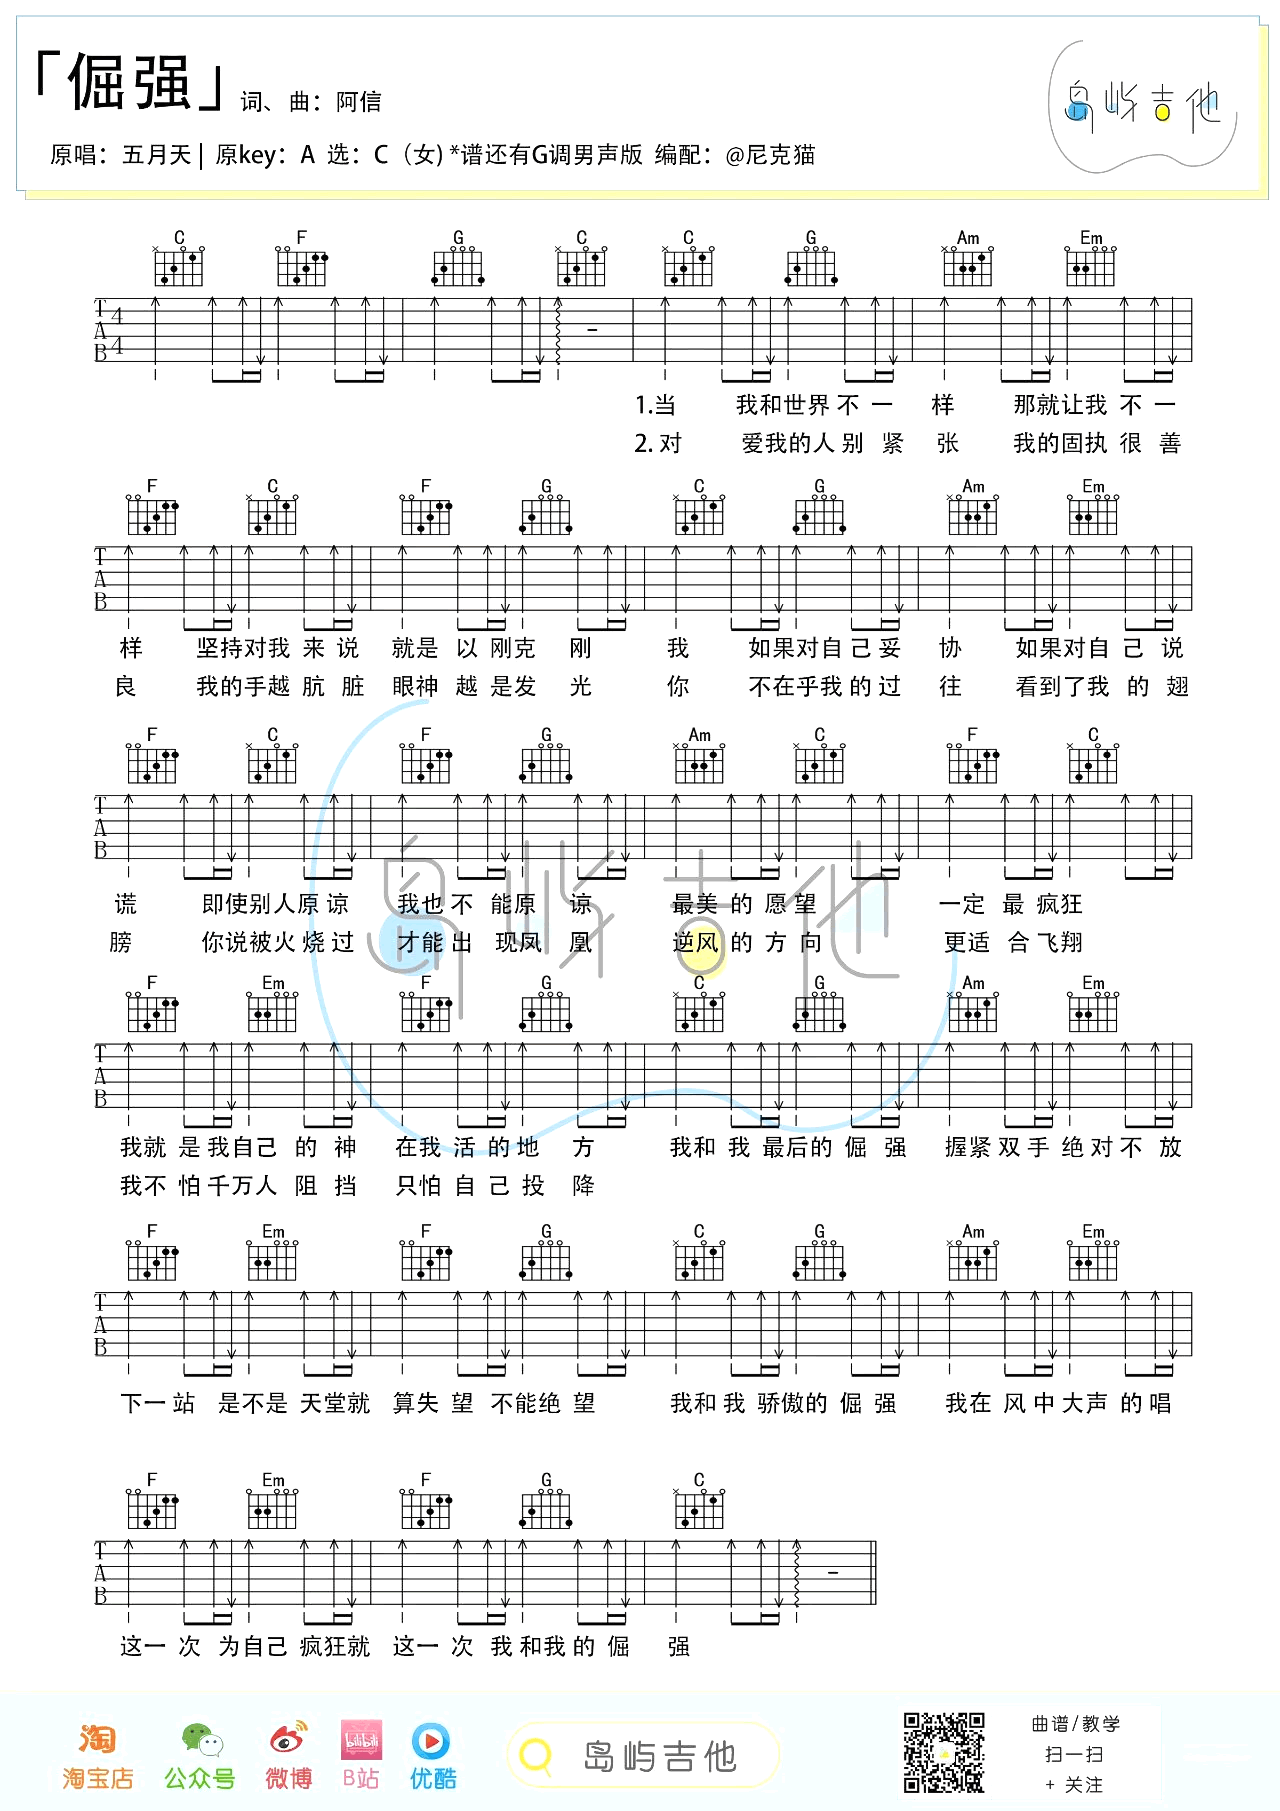 「倔强」 词、曲：阿信
岛屿吉他
原唱：五月天 | 原key：A 选：C（女）*谱还有G调男声版 编配：@尼克猫
C F G C C G Am Em
T A B 4 4
1.当 我和世界 不 一 样 那就让我 不 一
2.对 爱我的人 别 紧 张 我的固执 很 善
F C F G C G Am Em
T A B
样 坚持对我 来 说 就是 以 刚克 刚 我 如果对自己妥 协 如果对自 己 说
良 我的手越 肮 脏 眼神 越 是发 光 你 不在乎我的过 往 看到了我 的 翅
F C F G Am C F C
T A B
谎 即使别人原谅 我也 不 能原 谅 最美 的 愿望 一定 最 疯狂
膀 你说被火烧过 才能 出 现凤 凰 逆风 的 方向 更适 合飞翔
岛屿吉他
F Em F G C G Am Em
T A B
我就 是 我自己 的 神 在我 活 的 地 方 我和 我 最后的 倔 强 握紧 双 手 绝 对 不 放
我不 怕 千万人 阻 挡 只怕 自 己 投 降
F Em F G C G Am Em
T A B
下一 站 是不是 天堂就 算失 望 不能绝 望 我和 我 骄傲的 倔 强 我在 风 中 大声 的 唱
F Em F G C
T A B
这一 次 为自己 疯狂就 这一 次 我 和我 的 倔 强
淘 bilibili 岛屿吉他 曲谱/教学
扫一扫
淘宝店 公众号 微博 B站 优酷 + 关注